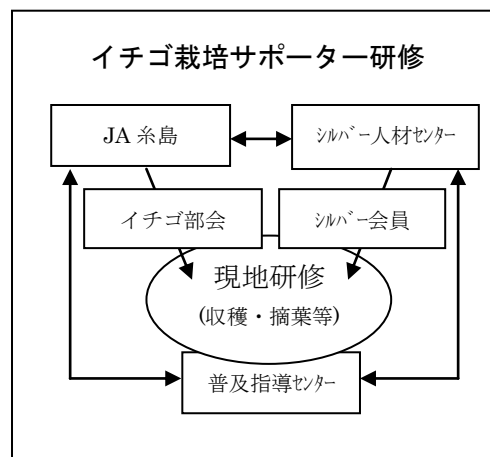 イチゴ栽培サポーター研修
JA 糸島
ｼﾙﾊﾞｰ人材ｾﾝﾀｰ
イチゴ部会
ｼﾙﾊﾞｰ会員
現地研修
(収穫・摘葉等)
普及指導ｾﾝﾀｰ